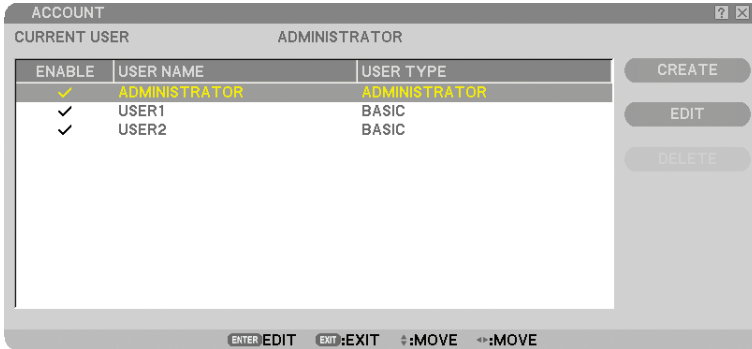 ACCOUNT ?
CURRENT USER ADMINISTRATOR
ENABLE USER NAME USER TYPE
ADMINISTRATOR ADMINISTRATOR
USER1 BASIC
USER2 BASIC
CREATE
EDIT
DELETE
ENTER EDIT EXIT :EXIT :MOVE :MOVE